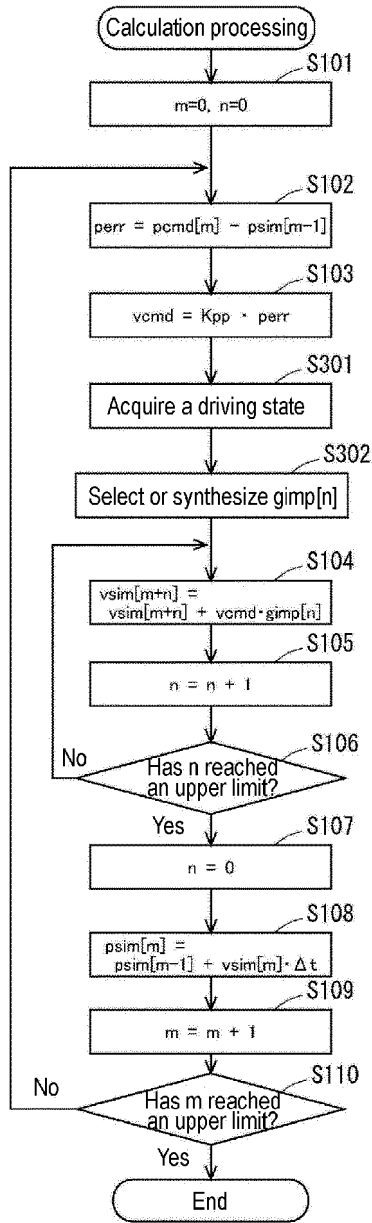 Calculation processing
S101
m=0, n=0
S102
perr = pcmd[m] - psim[m-1]
S103
vcmd = Kpp · perr
S301
Acquire a driving state
S302
Select or synthesize gimp[n]
S104
vsim[m+n] =
vsim[m+n] + vcmd·gimp[n]
S105
n = n + 1
S106
No
Has n reached
an upper limit?
Yes
S107
n = 0
S108
psim[m] =
psim[m-1] + vsim[m]·Δt
S109
m = m + 1
S110
No
Has m reached
an upper limit?
Yes
End